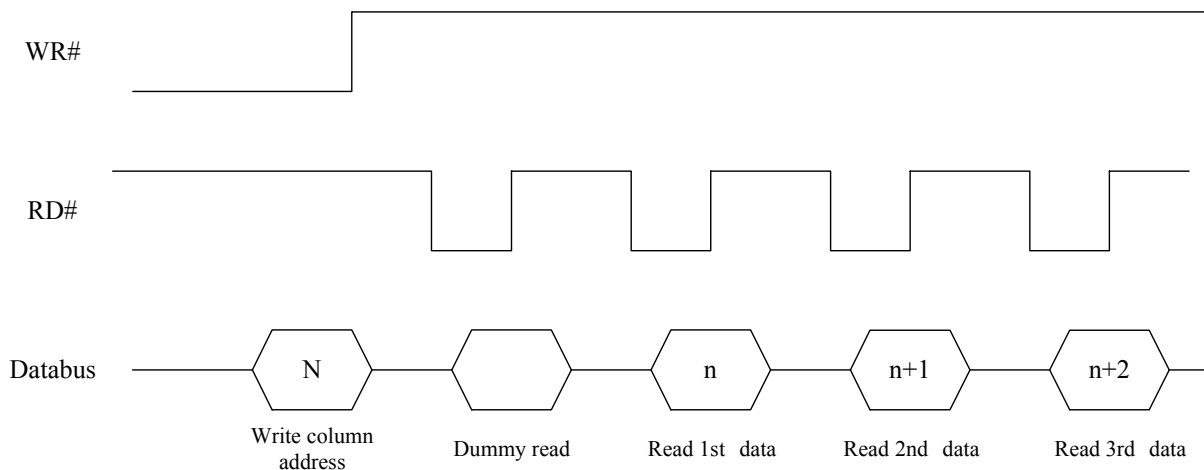 WR#
RD#
Databus
N
n
n+1
n+2
Write column
address
Dummy read
Read 1st data
Read 2nd data
Read 3rd data